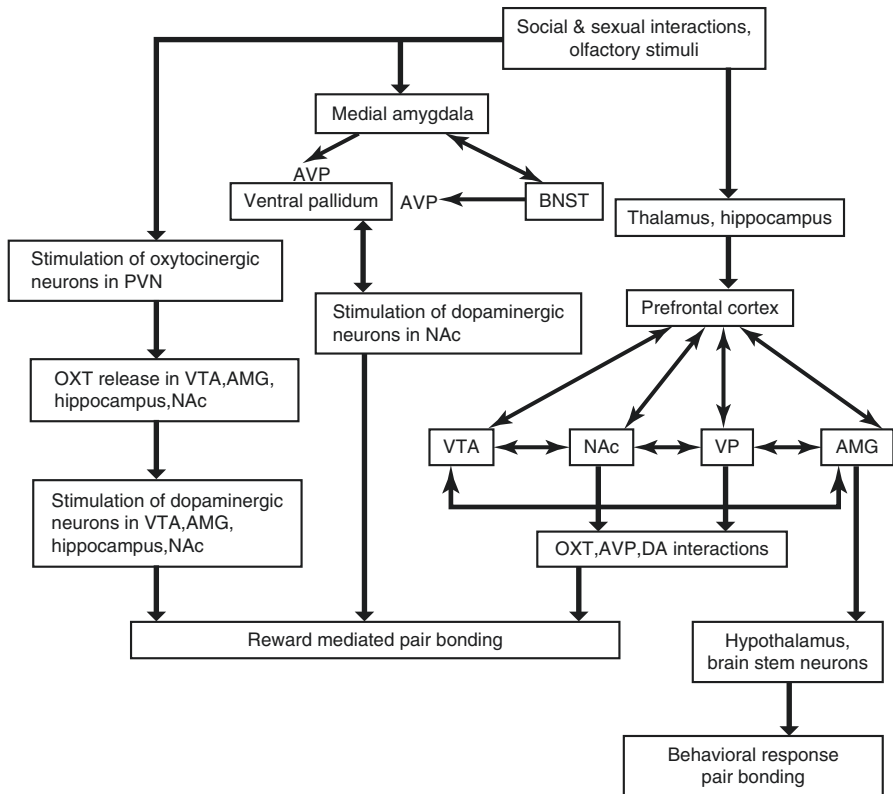 Social & sexual interactions,
olfactory stimuli
Medial amygdala
AVP
Ventral pallidum
AVP
BNST
Thalamus, hippocampus
Stimulation of oxytocinergic
neurons in PVN
Stimulation of dopaminergic
neurons in NAc
Prefrontal cortex
OXT release in VTA,AMG,
hippocampus,NAc
VTA
NAc
VP
AMG
Stimulation of dopaminergic
neurons in VTA,AMG,
hippocampus,NAc
OXT,AVP,DA interactions
Reward mediated pair bonding
Hypothalamus,
brain stem neurons
Behavioral response
pair bonding